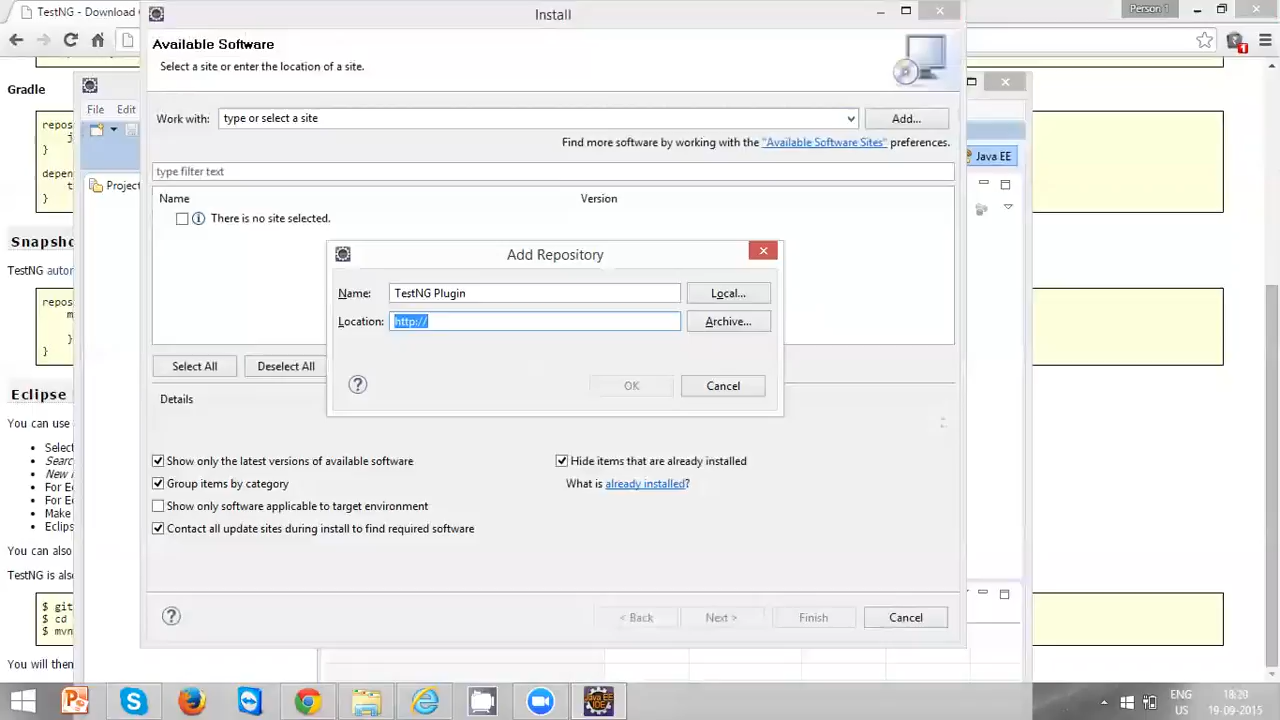 TestNG - Download
Person 1
1
Install
Available Software
Select a site or enter the location of a site.
Work with:
type or select a site
Add...
Find more software by working with the "Available Software Sites" preferences.
type filter text
Name
Version
There is no site selected.
Add Repository
Name:
TestNG Plugin
Local...
Location:
http://
Archive...
OK
Cancel
Select All
Deselect All
Details
Show only the latest versions of available software
Hide items that are already installed
Group items by category
What is already installed?
Show only software applicable to target environment
Contact all update sites during install to find required software
< Back
Next >
Finish
Cancel
File
Edit
Java EE
Gradle
repos
j
}
depen
t
}
Snapsho
TestNG autor
repos
m
}
}
Eclipse
You can use
Select
Searc
New
For E
For E
Make
Eclips
You can also
TestNG is als
$ git
$ cd
$ mvn
You will then
ENG
US
18:20
19-09-2015